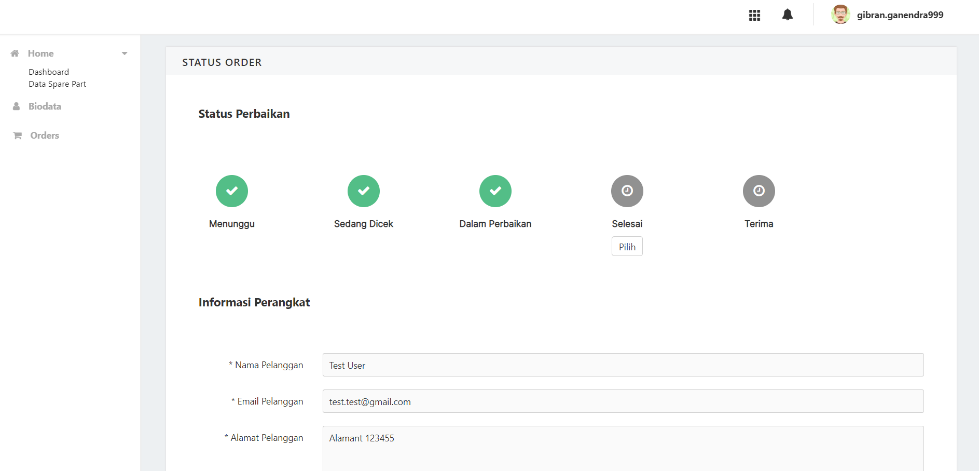 gibran.ganendra999
Home
Dashboard
Data Spare Part
Biodata
Orders
STATUS ORDER
Status Perbaikan
Menunggu
Sedang Dicek
Dalam Perbaikan
Selesai
Terima
Pilih
Informasi Perangkat
* Nama Pelanggan Test User
* Email Pelanggan test.test@gmail.com
* Alamat Pelanggan Alamant 123455